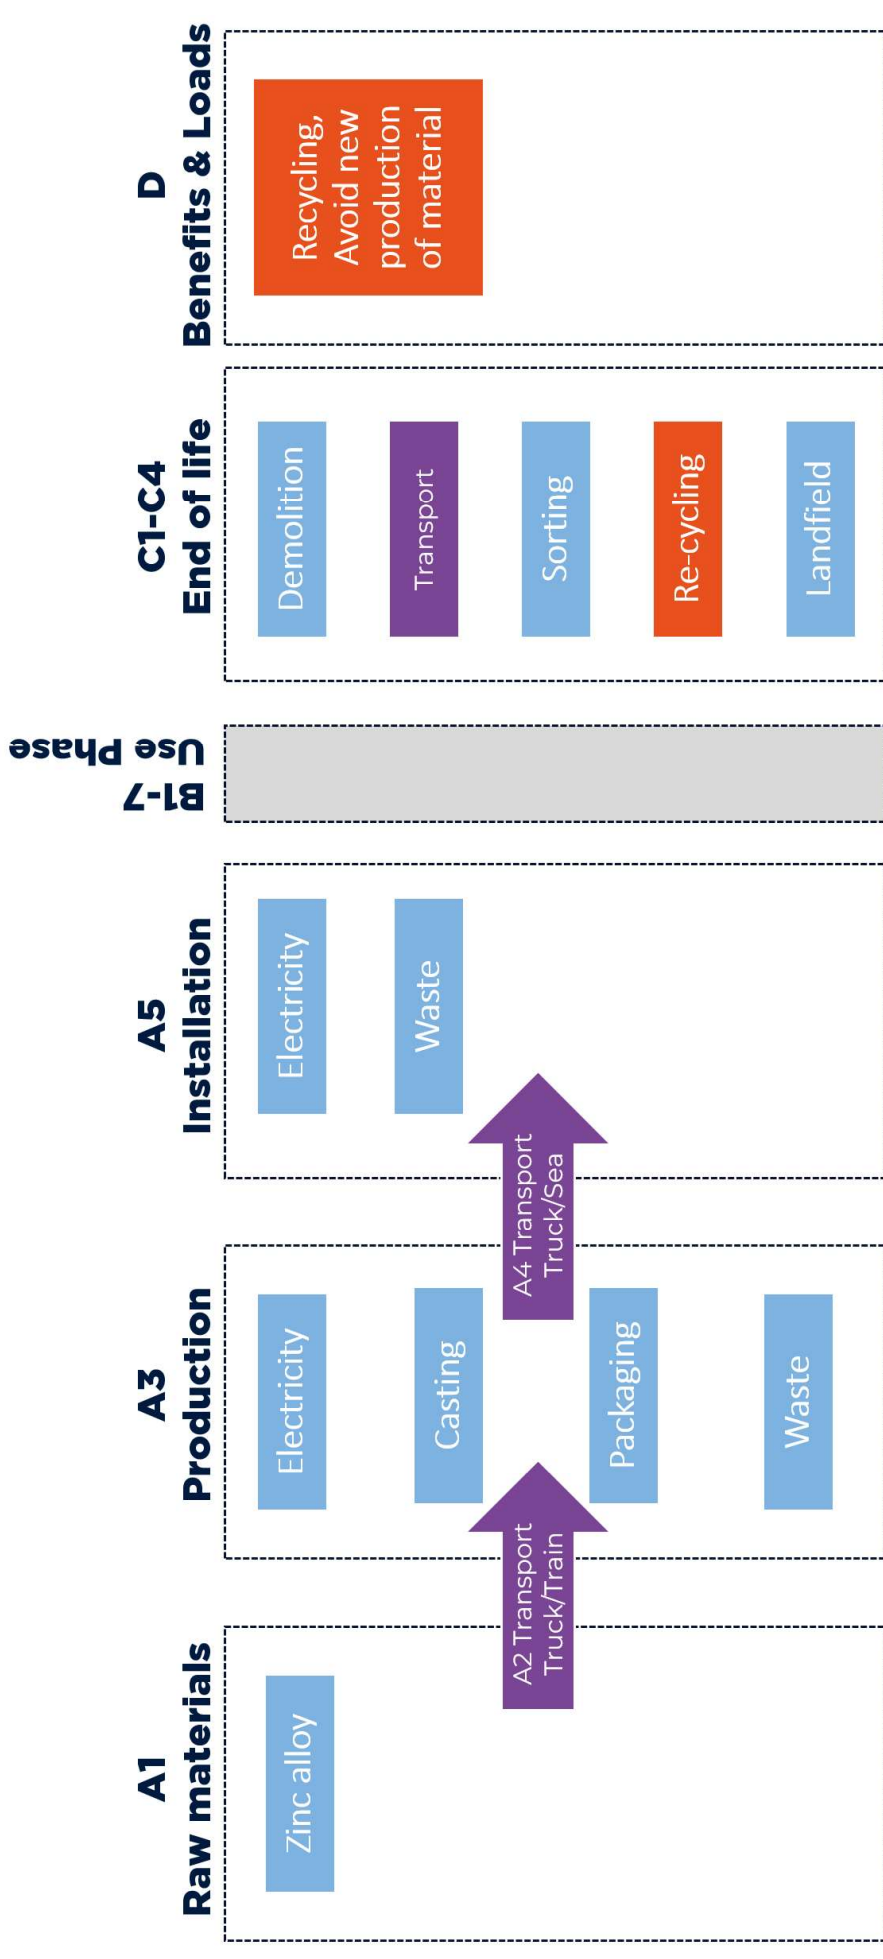 A1
Raw materials
Zinc alloy
A2 Transport
Truck/Train
A3
Production
Electricity
Casting
Packaging
Waste
A4 Transport
Truck/Sea
A5
Installation
Electricity
Waste
B1-7
Use Phase
C1-C4
End of life
Demolition
Transport
Sorting
Re-cycling
Landfield
D
Benefits & Loads
Recycling,
Avoid new
production
of material